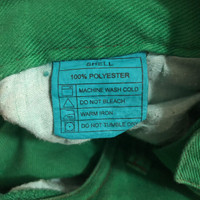 SHELL
100% POLYESTER
MACHINE WASH COLD
DO NOT BLEACH
WARM IRON
DO NOT TUMBLE DRY